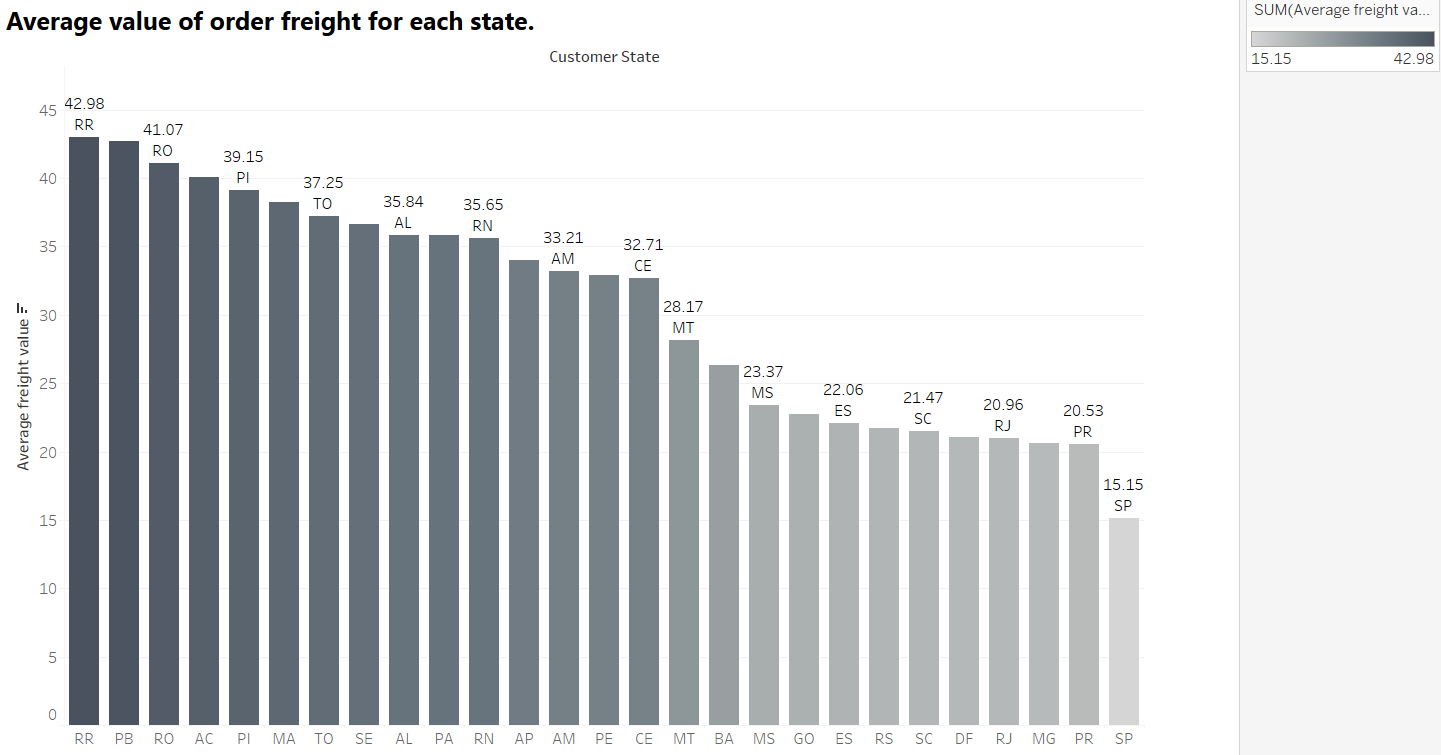 Average value of order freight for each state.
SUM(Average freight va...
15.15 42.98
Customer State
Average freight value
45
40
35
30
25
20
15
10
5
0
42.98
RR
41.07
RO
39.15
PI
37.25
TO
35.84
AL
35.65
RN
33.21
AM
32.71
CE
28.17
MT
23.37
MS
22.06
ES
21.47
SC
20.96
RJ
20.53
PR
15.15
SP
RR PB RO AC PI MA TO SE AL PA RN AP AM PE CE MT BA MS GO ES RS SC DF RJ MG PR SP